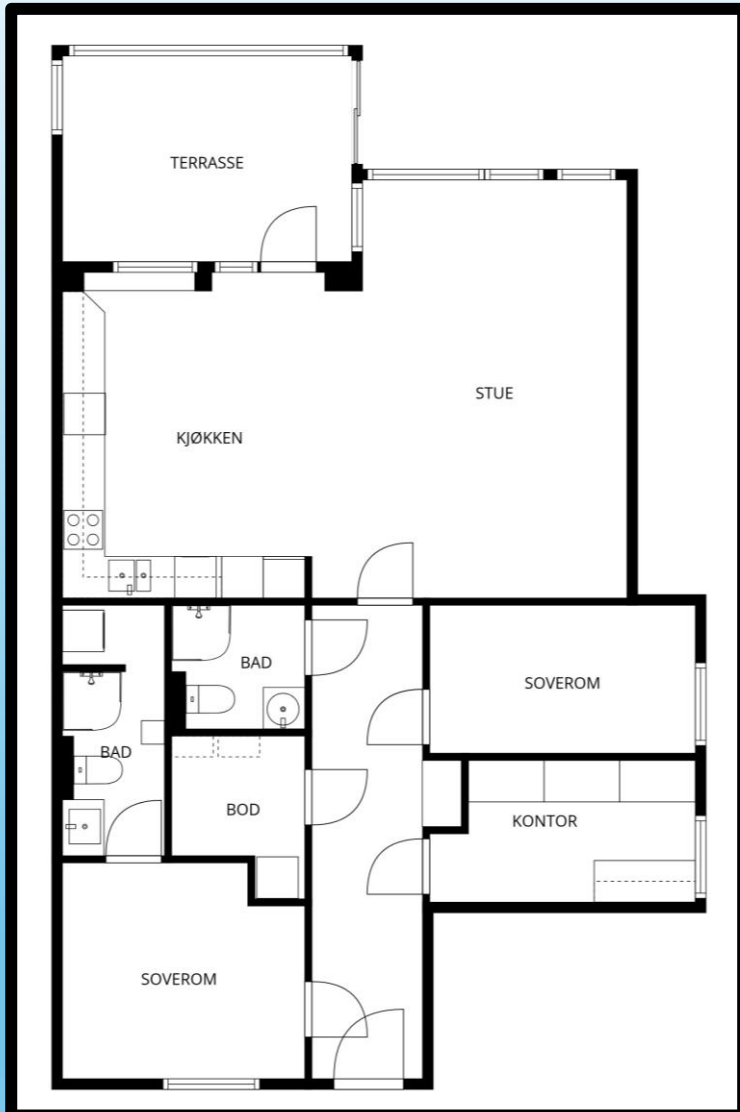 TERRASSE
STUE
KJØKKEN
BAD
SOVEROM
BAD
BOD
KONTOR
SOVEROM